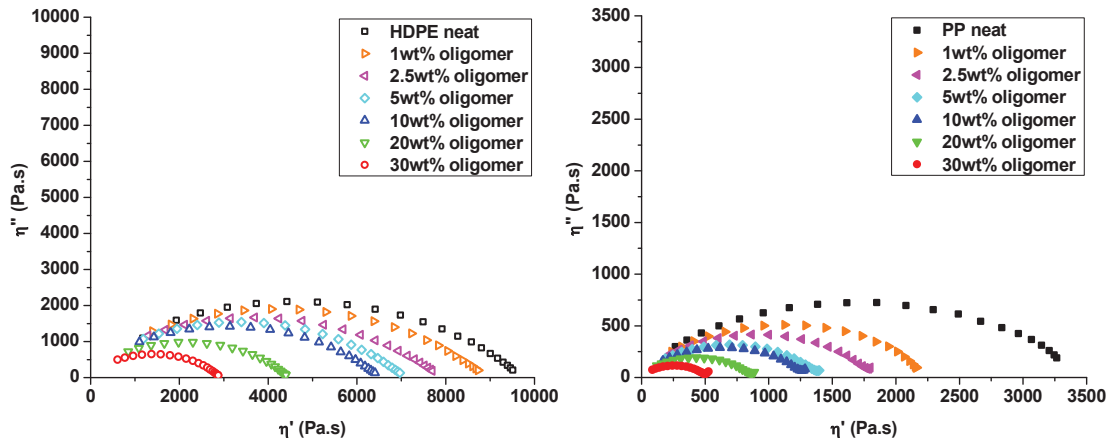 10000
9000
8000
7000
6000
5000
4000
3000
2000
1000
0
η'' (Pa.s)
0 2000 4000 6000 8000 10000
η' (Pa.s)
HDPE neat
1wt% oligomer
2.5wt% oligomer
5wt% oligomer
10wt% oligomer
20wt% oligomer
30wt% oligomer
3500
3000
2500
2000
1500
1000
500
0
η'' (Pa.s)
0 500 1000 1500 2000 2500 3000 3500
η' (Pa.s)
PP neat
1wt% oligomer
2.5wt% oligomer
5wt% oligomer
10wt% oligomer
20wt% oligomer
30wt% oligomer